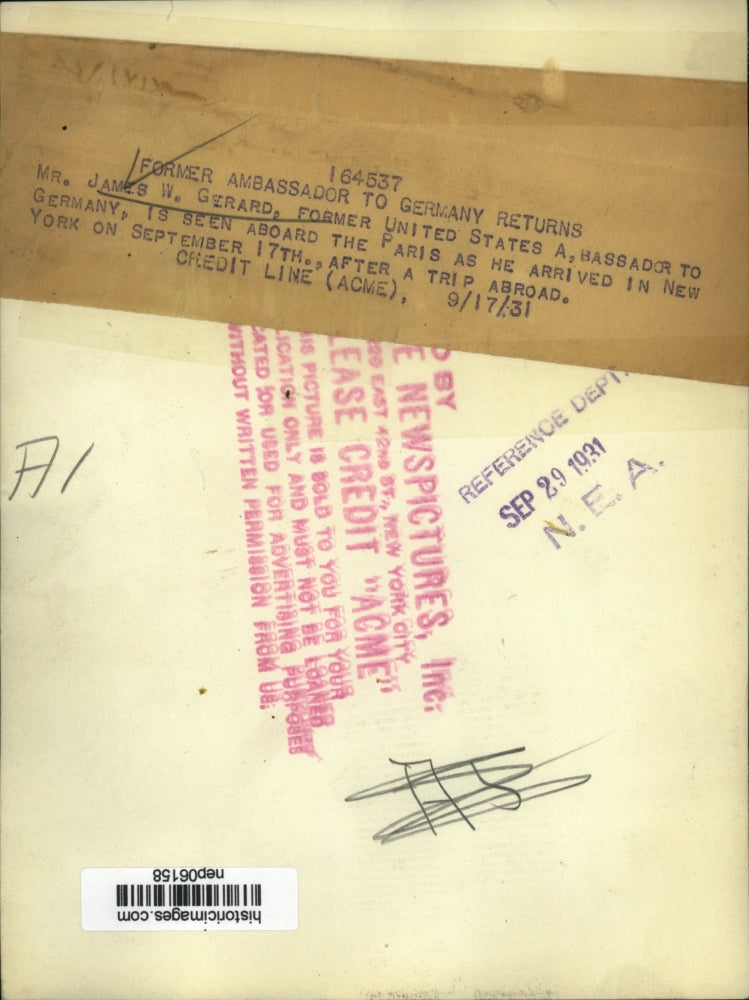 164537
FORMER AMBASSADOR TO GERMANY RETURNS
MR. JAMES W. GERARD, FORMER UNITED STATES A,BASSADOR TO
GERMANY, IS SEEN ABOARD THE PARIS AS HE ARRIVED IN NEW
YORK ON SEPTEMBER 17TH., AFTER A TRIP ABROAD.
CREDIT LINE (ACME), 9/17/31
D BY
E NEWSPICTURES, INC.
220 EAST 42ND ST., NEW YORK CITY
LEASE CREDIT "ACME"
IS PICTURE IS SOLD TO YOU FOR YOUR
LICATION ONLY AND MUST NOT BE LOANED
CATED FOR USED FOR ADVERTISING PURPOSES
WITHOUT WRITTEN PERMISSION FROM US.
REFERENCE DEPT.
SEP 29 1931
N. E. A.
A1
historicimages.com
nep06158